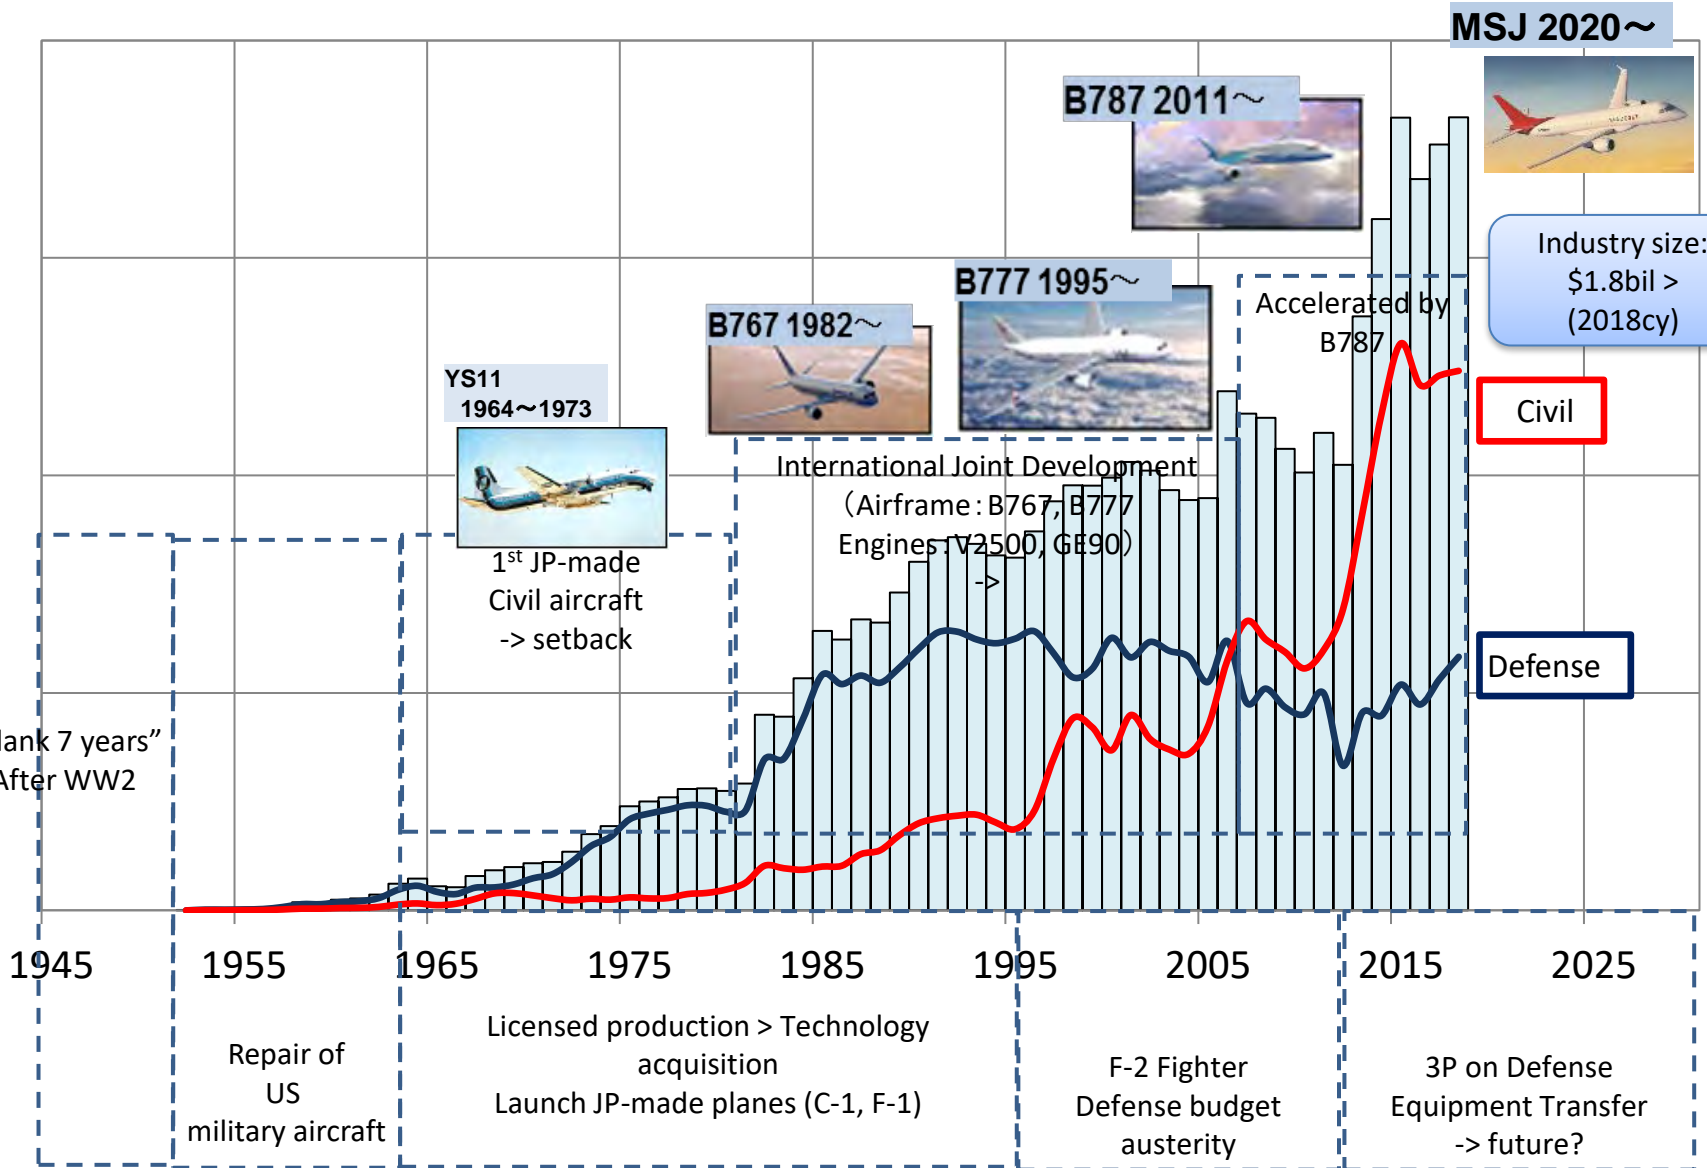 MSJ 2020～
B787 2011～
Industry size:
$1.8bil >
(2018cy)
B777 1995～
Accelerated by
B787
B767 1982～
YS11
1964～1973
Civil
International Joint Development
（Airframe : B767, B777
Engines : V2500, GE90）
->
1st JP-made
Civil aircraft
-> setback
Defense
lank 7 years”
After WW2
1945 1955 1965 1975 1985 1995 2005 2015 2025
Repair of
US
military aircraft
Licensed production > Technology
acquisition
Launch JP-made planes (C-1, F-1)
F-2 Fighter
Defense budget
austerity
3P on Defense
Equipment Transfer
-> future?